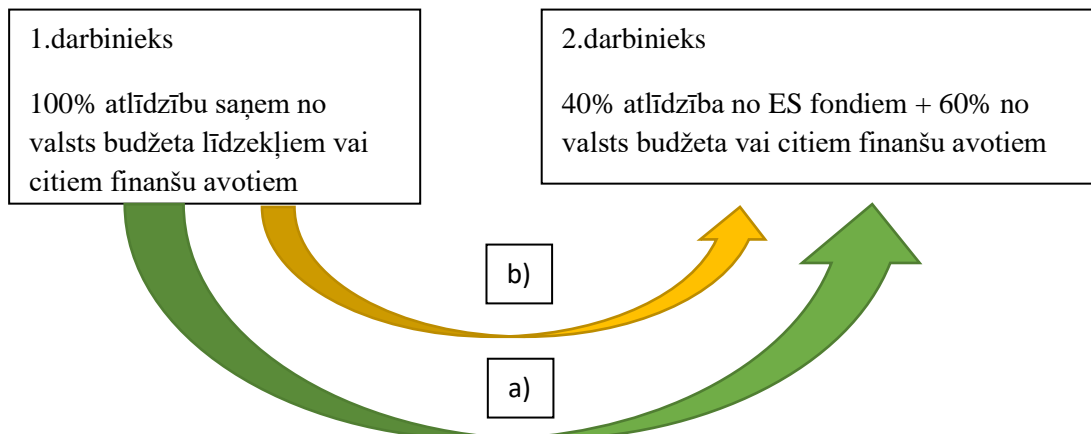 1.darbinieks
100% atlīdzību saņem no
valsts budžeta līdzekļiem vai
citiem finanšu avotiem
2.darbinieks
40% atlīdzība no ES fondiem + 60% no
valsts budžeta vai citiem finanšu avotiem
b)
a)